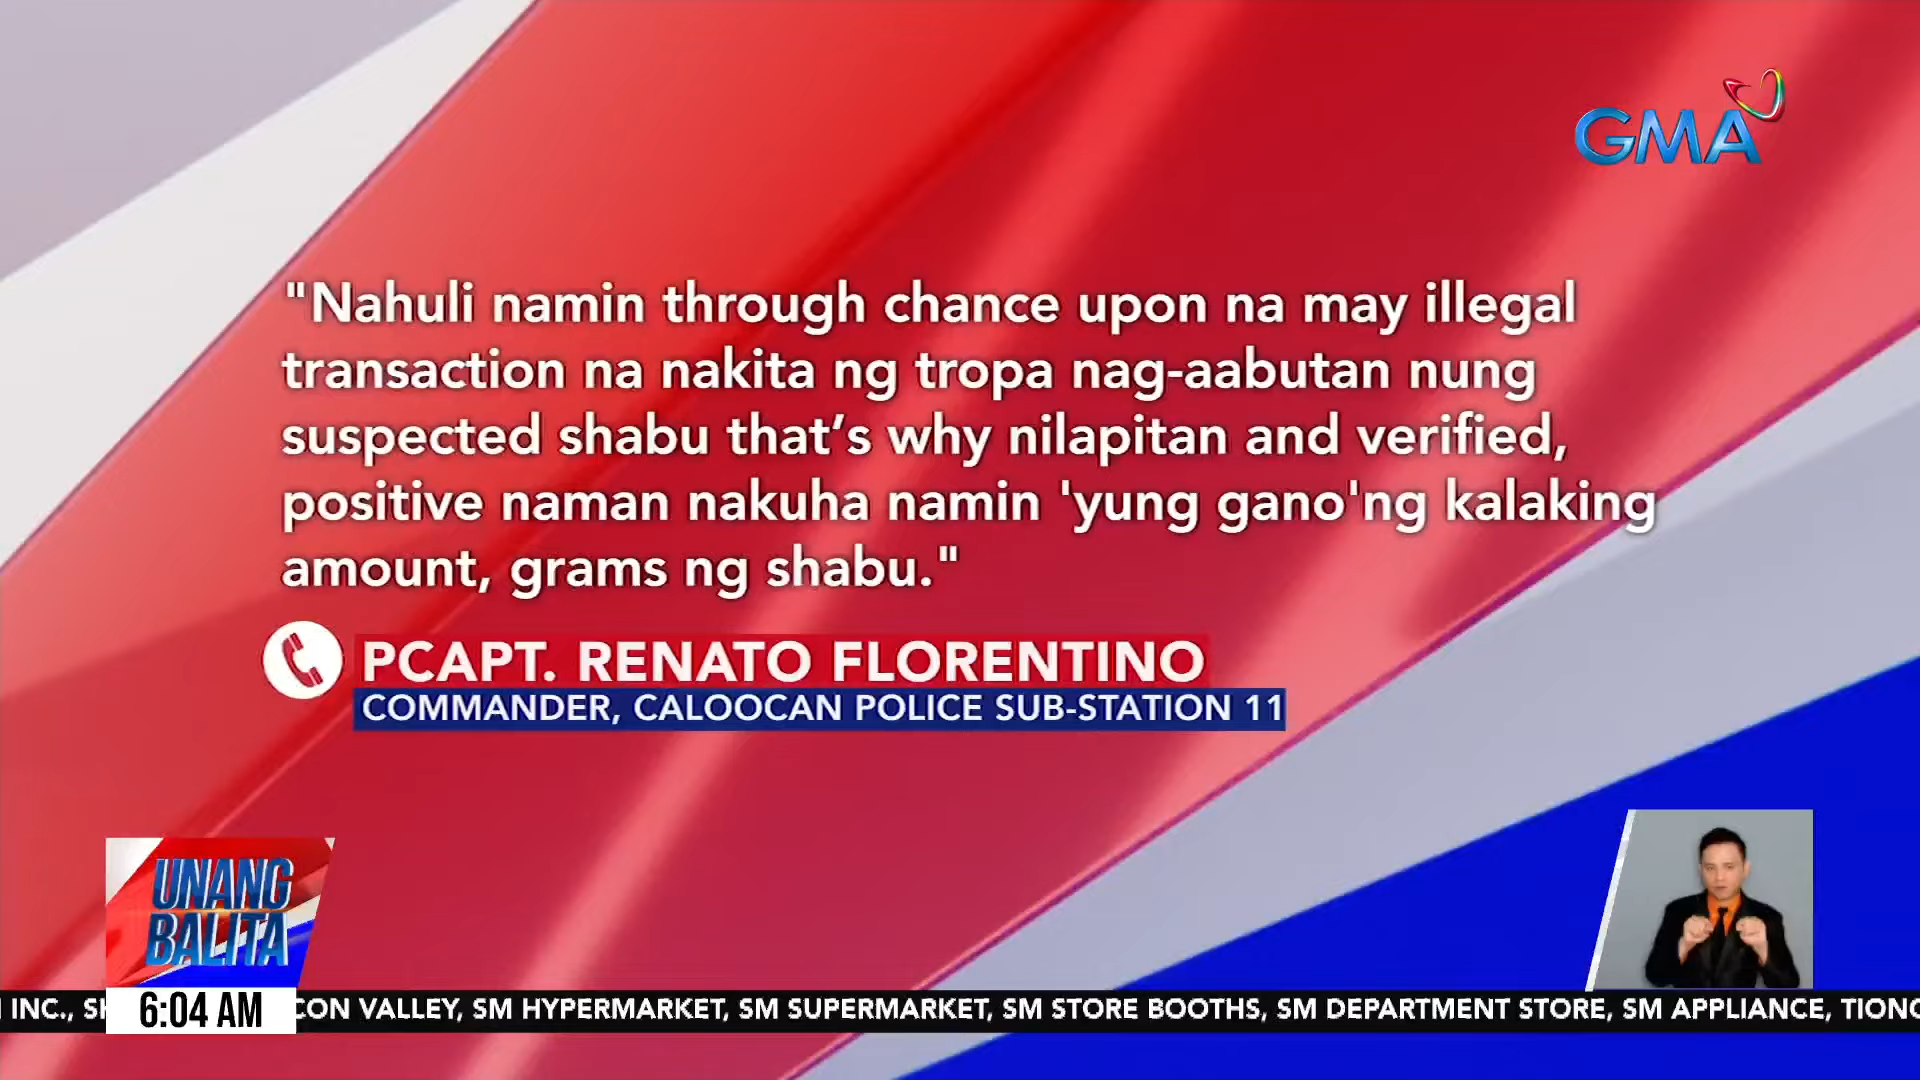 GMA
"Nahuli namin through chance upon na may illegal
transaction na nakita ng tropa nag-aabutan nung
suspected shabu that's why nilapitan and verified,
positive naman nakuha namin 'yung gano'ng kalaking
amount, grams ng shabu."
PCAPT. RENATO FLORENTINO
COMMANDER, CALOOCAN POLICE SUB-STATION 11
UNANG
BALITA
6:04 AM
INC., CON VALLEY, SM HYPERMARKET, SM SUPERMARKET, SM STORE BOOTHS, SM DEPARTMENT STORE, SM APPLIANCE,